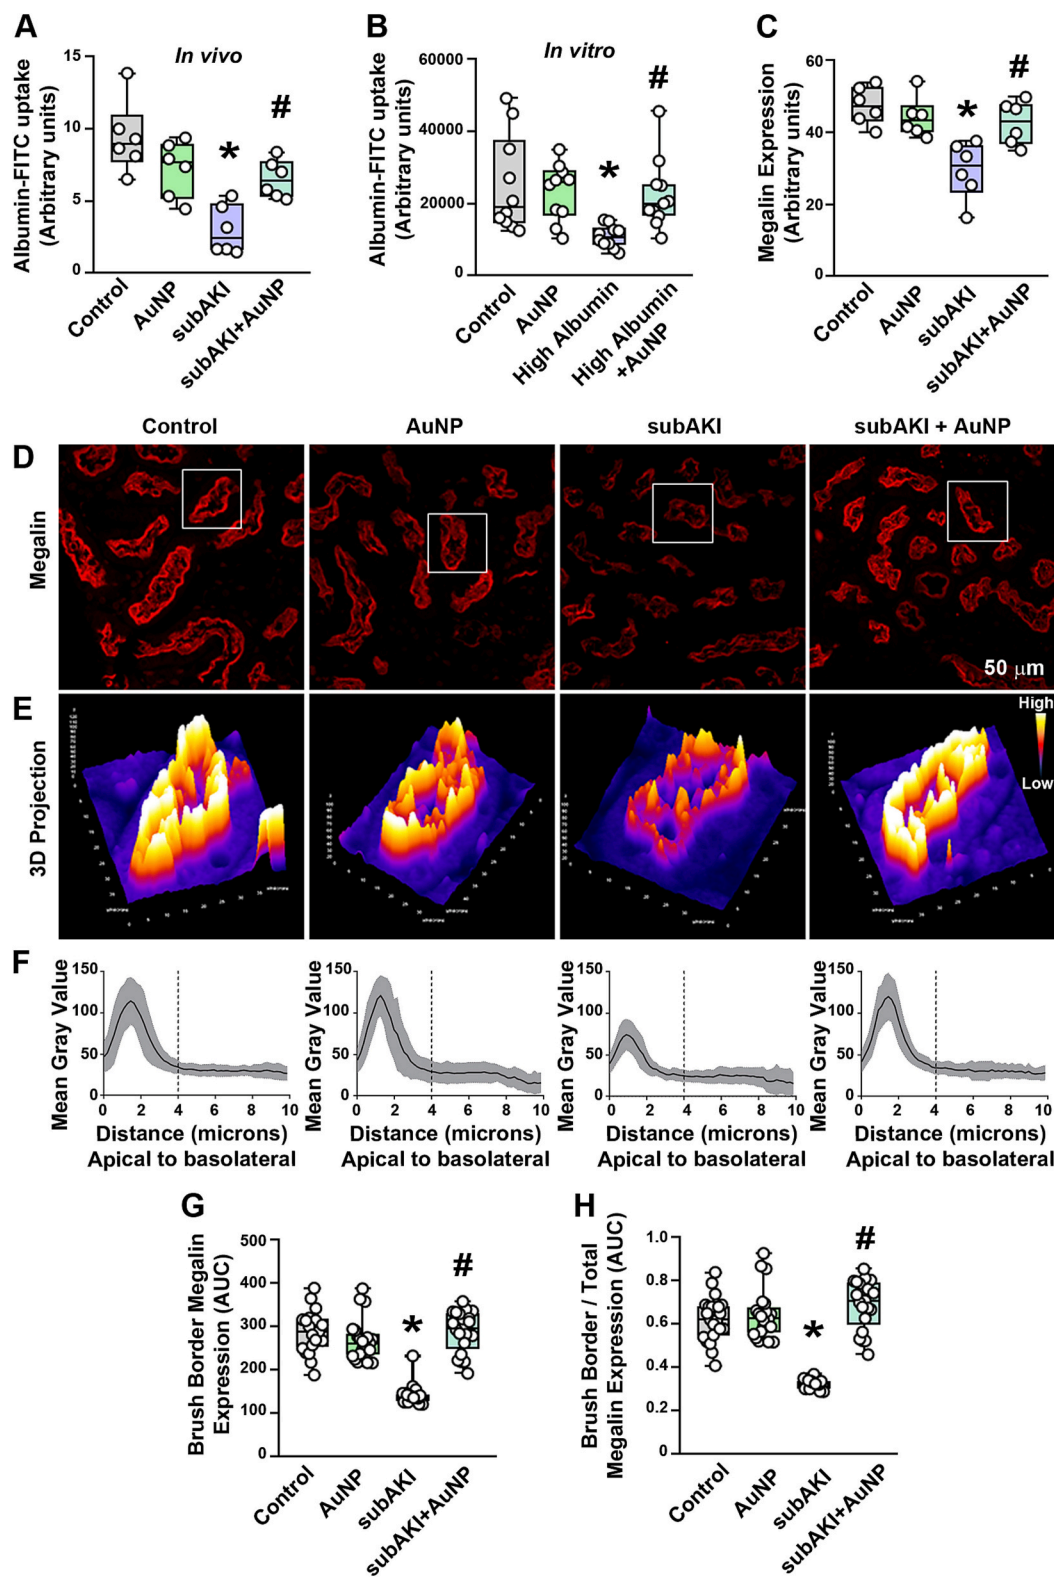 A
B
C
In vivo
In vitro
Albumin-FITC uptake
(Arbitrary units)
15
10
5
0
Control
AuNP
subAKI
subAKI+AuNP
*
#
Albumin-FITC uptake
(Arbitrary units)
60000
40000
20000
0
Control
AuNP
High Albumin
High Albumin
+AuNP
*
#
Megalin Expression
(Arbitrary units)
60
40
20
0
Control
AuNP
subAKI
subAKI+AuNP
*
#
Control
AuNP
subAKI
subAKI + AuNP
D
Megalin
50 μm
E
3D Projection
High
Low
F
Mean Gray Value
150
100
50
0
0 2 4 6 8 10
Distance (microns)
Apical to basolateral
Mean Gray Value
150
100
50
0
0 2 4 6 8 10
Distance (microns)
Apical to basolateral
Mean Gray Value
150
100
50
0
0 2 4 6 8 10
Distance (microns)
Apical to basolateral
Mean Gray Value
150
100
50
0
0 2 4 6 8 10
Distance (microns)
Apical to basolateral
G
Brush Border Megalin
Expression (AUC)
500
400
300
200
100
0
Control
AuNP
subAKI
subAKI+AuNP
*
#
H
Brush Border / Total
Megalin Expression (AUC)
1.0
0.8
0.6
0.4
0.2
0
Control
AuNP
subAKI
subAKI+AuNP
*
#